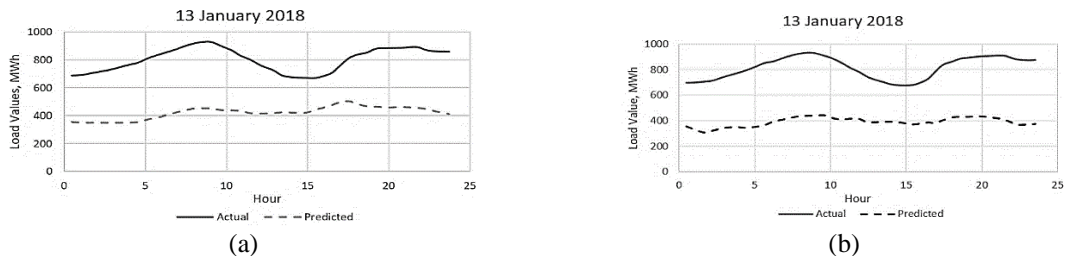 13 January 2018
1000
800
600
400
200
0
Load Values, MWh
0 5 10 15 20 25
Hour
Actual Predicted
(a)
13 January 2018
1000
800
600
400
200
0
Load Value, MWh
0 5 10 15 20 25
Hour
Actual Predicted
(b)